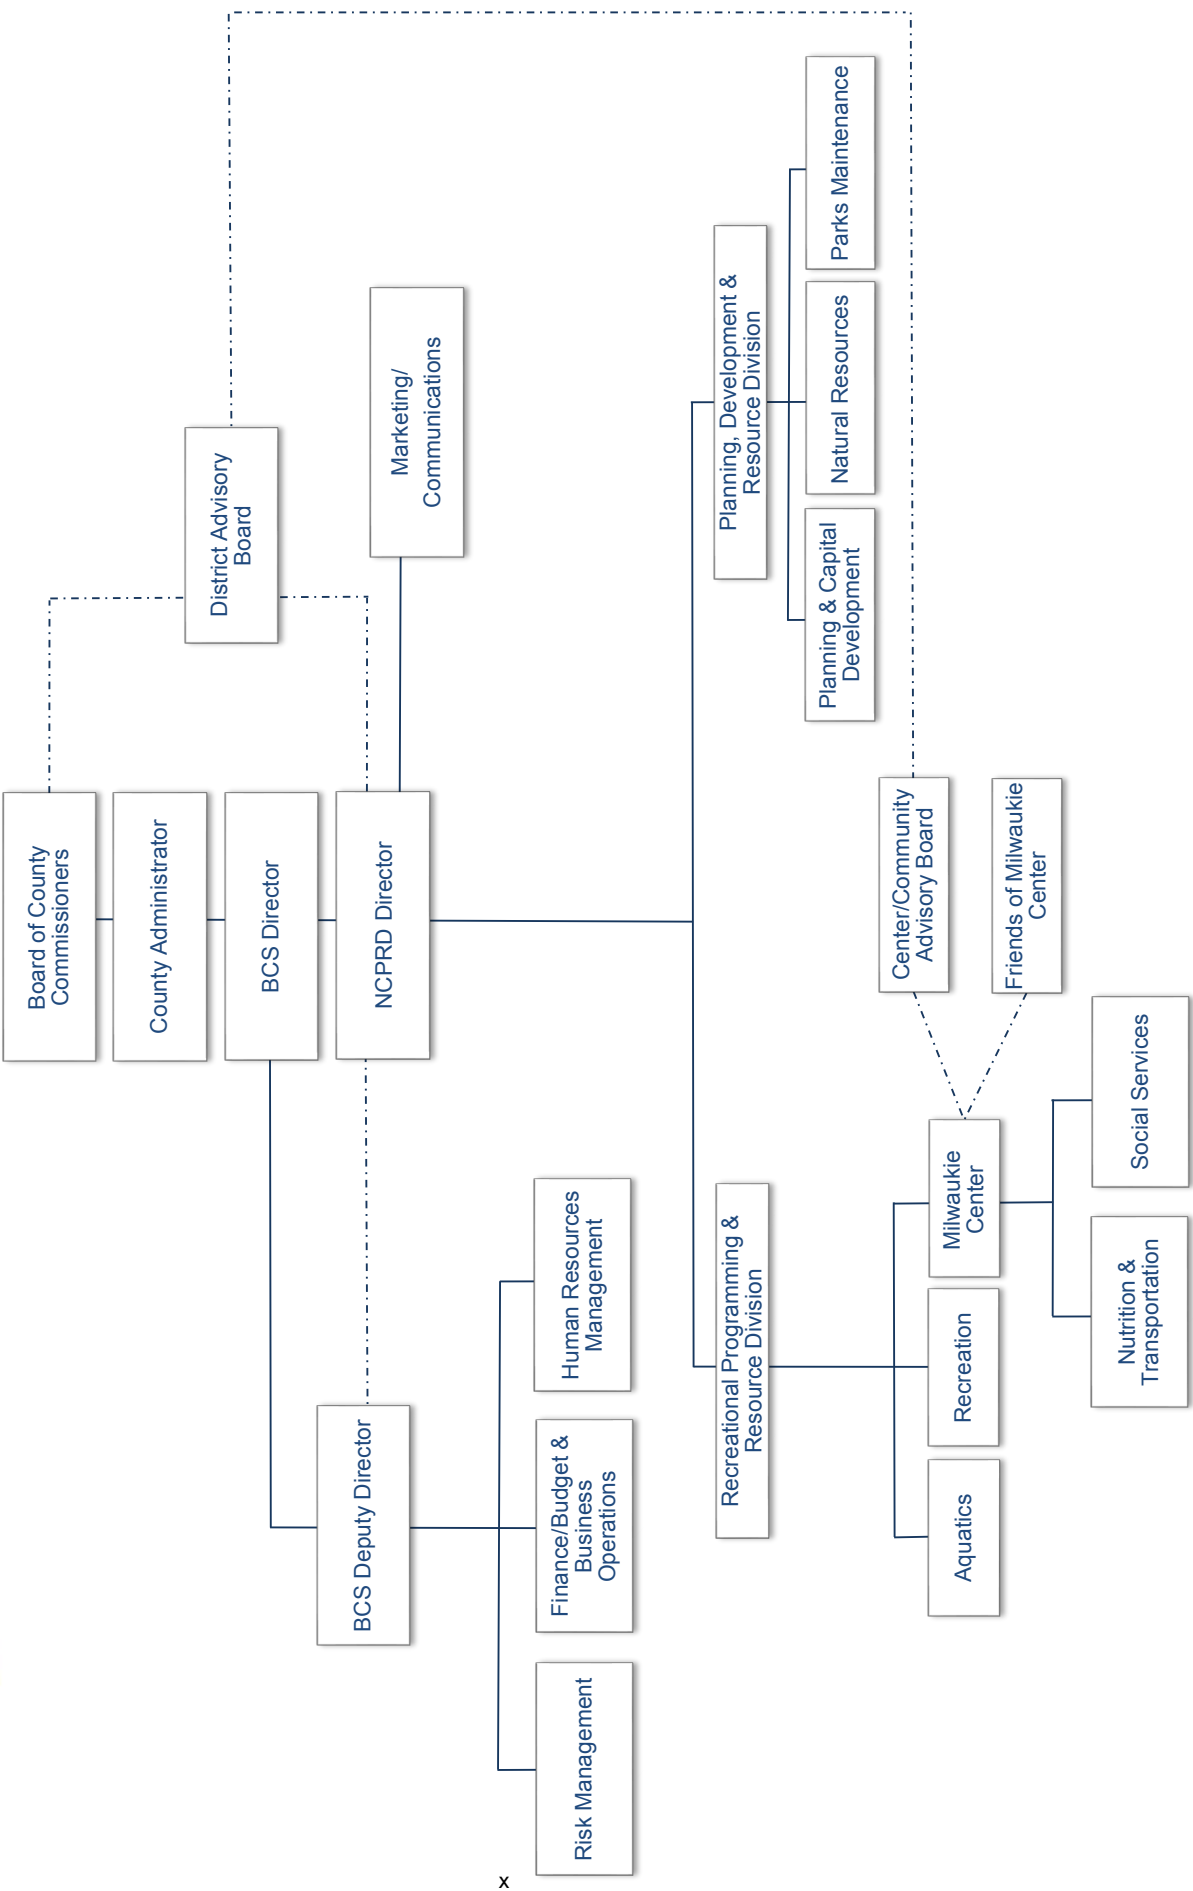 Board of County
Commissioners
County Administrator
BCS Director
NCPRD Director
District Advisory
Board
Marketing/
Communications
BCS Deputy Director
Risk Management
Finance/Budget &
Business
Operations
Human Resources
Management
Recreational Programming &
Resource Division
Planning, Development &
Resource Division
Planning & Capital
Development
Natural Resources
Parks Maintenance
Aquatics
Recreation
Milwaukie
Center
Center/Community
Advisory Board
Friends of Milwaukie
Center
Nutrition &
Transportation
Social Services
x